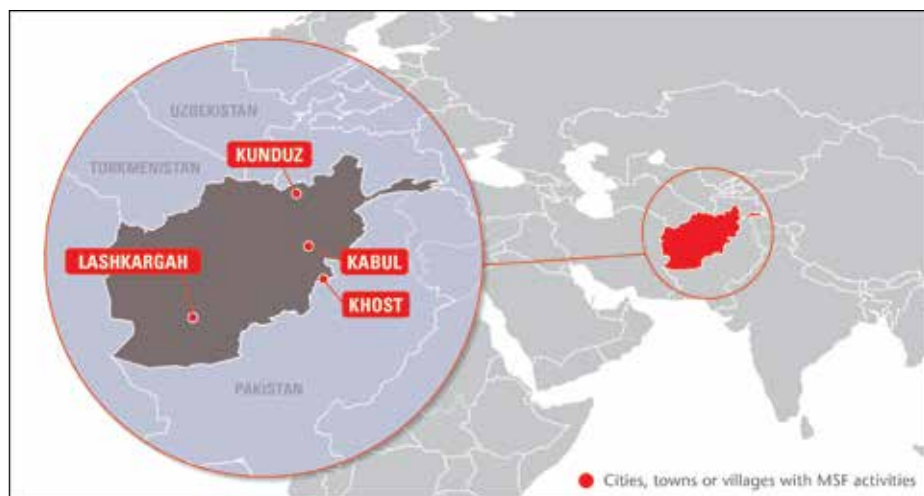 UZBEKISTAN
KUNDUZ
TURKMENISTAN
LASHKARGAH
KABUL
KHOST
PAKISTAN
Cities, towns or villages with MSF activities